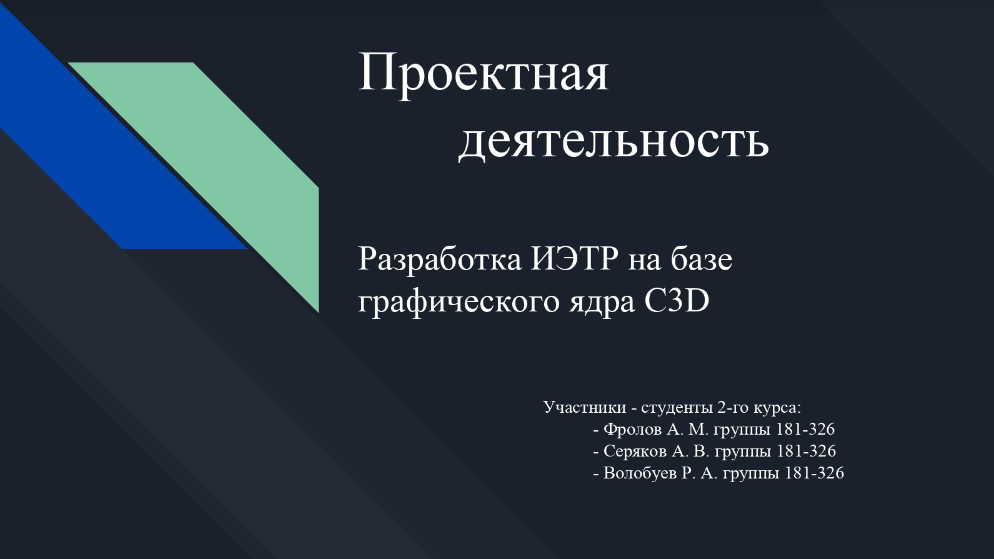 Проектная
деятельность
Разработка ИЭТР на базе
графического ядра C3D
Участники - студенты 2-го курса:
- Фролов А. М. группы 181-326
- Серяков А. В. группы 181-326
- Волобуев Р. А. группы 181-326